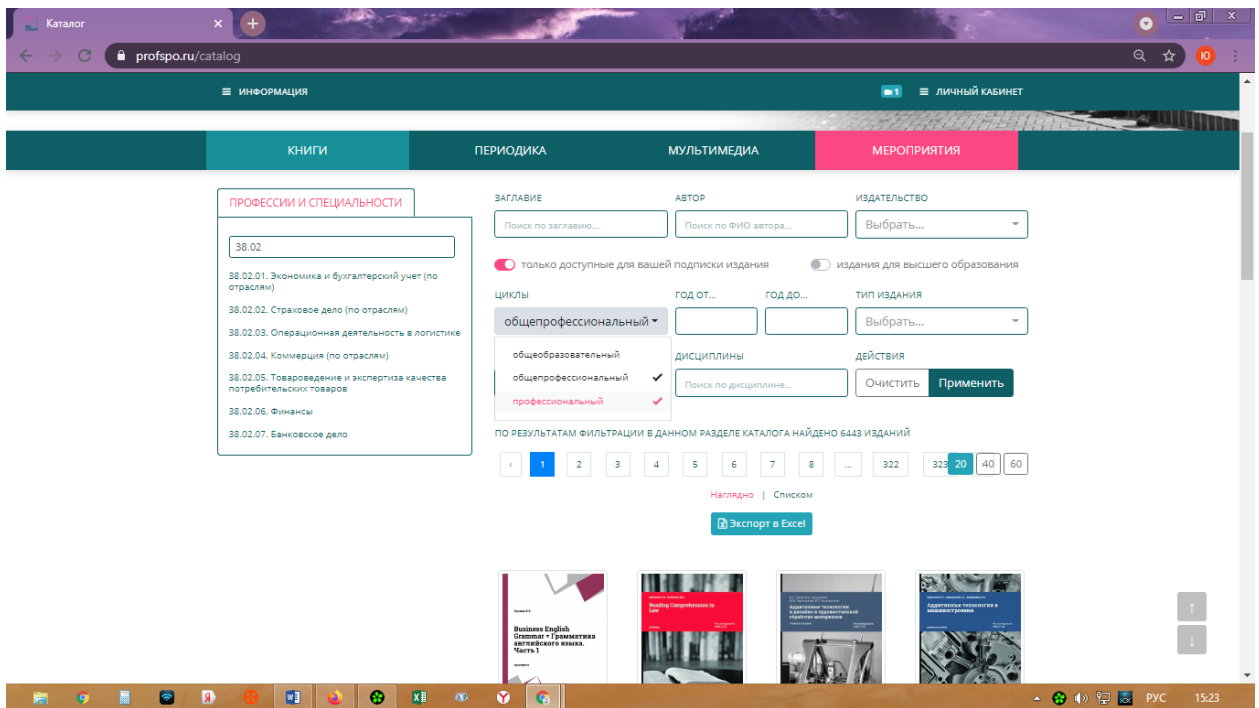 Каталог
profspo.ru/catalog
Ю
ИНФОРМАЦИЯ
1
ЛИЧНЫЙ КАБИНЕТ
КНИГИ
ПЕРИОДИКА
МУЛЬТИМЕДИА
МЕРОПРИЯТИЯ
ПРОФЕССИИ И СПЕЦИАЛЬНОСТИ
38.02
38.02.01. Экономика и бухгалтерский учет (по
отраслям)
38.02.02. Страховое дело (по отраслям)
38.02.03. Операционная деятельность в логистике
38.02.04. Коммерция (по отраслям)
38.02.05. Товароведение и экспертиза качества
потребительских товаров
38.02.06. Финансы
38.02.07. Банковское дело
ЗАГЛАВИЕ
АВТОР
ИЗДАТЕЛЬСТВО
Поиск по заглавию...
Поиск по ФИО автора...
Выбрать...
только доступные для вашей подписки издания
издания для высшего образования
ЦИКЛЫ
ГОД ОТ...
ГОД ДО...
ТИП ИЗДАНИЯ
общепрофессиональный
Выбрать...
общеобразовательный
общепрофессиональный
профессиональный
ДИСЦИПЛИНЫ
ДЕЙСТВИЯ
Поиск по дисциплине...
Очистить
Применить
ПО РЕЗУЛЬТАТАМ ФИЛЬТРАЦИИ В ДАННОМ РАЗДЕЛЕ КАТАЛОГА НАЙДЕНО 6443 ИЗДАНИЙ
‹ 1 2 3 4 5 6 7 8 ... 322 323 20 40 60
Наглядно | Списком
Экспорт в Excel
Business English
Grammar = Грамматика
английского языка.
Часть 1
Reading Comprehension in
Law
Аддитивные технологии
в дизайне и художественной
обработке материалов
Аддитивные технологии в
машиностроении
РУС
15:23